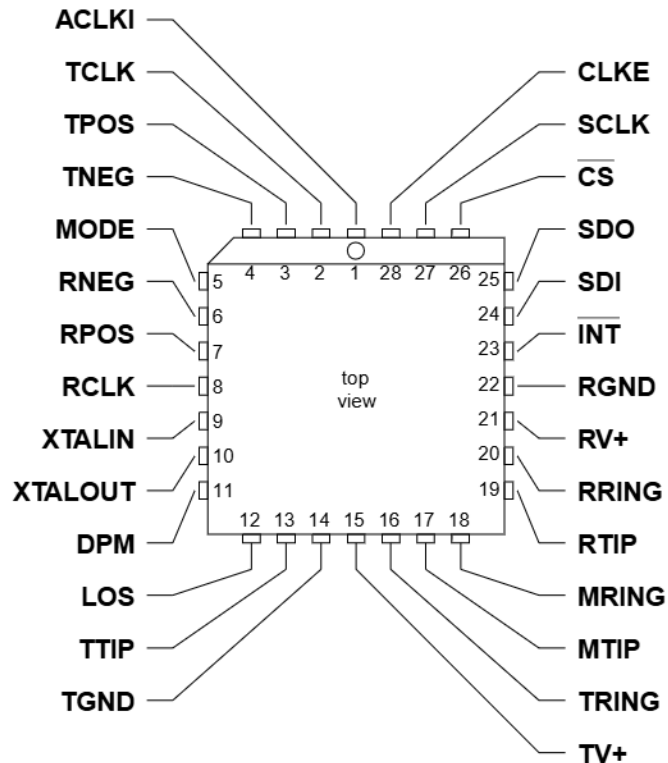 ACLKI
TCLK CLKE
TPOS SCLK
TNEG C̅S̅
MODE SDO
4 3 2 1 28 27 26
5 25
RNEG SDI
6 24
RPOS I̅N̅T̅
7 23
RCLK 8 top 22 RGND
view
XTALIN 9 21 RV+
10 20
XTALOUT RRING
11 19
12 13 14 15 16 17 18
DPM RTIP
LOS MRING
TTIP MTIP
TGND TRING
TV+